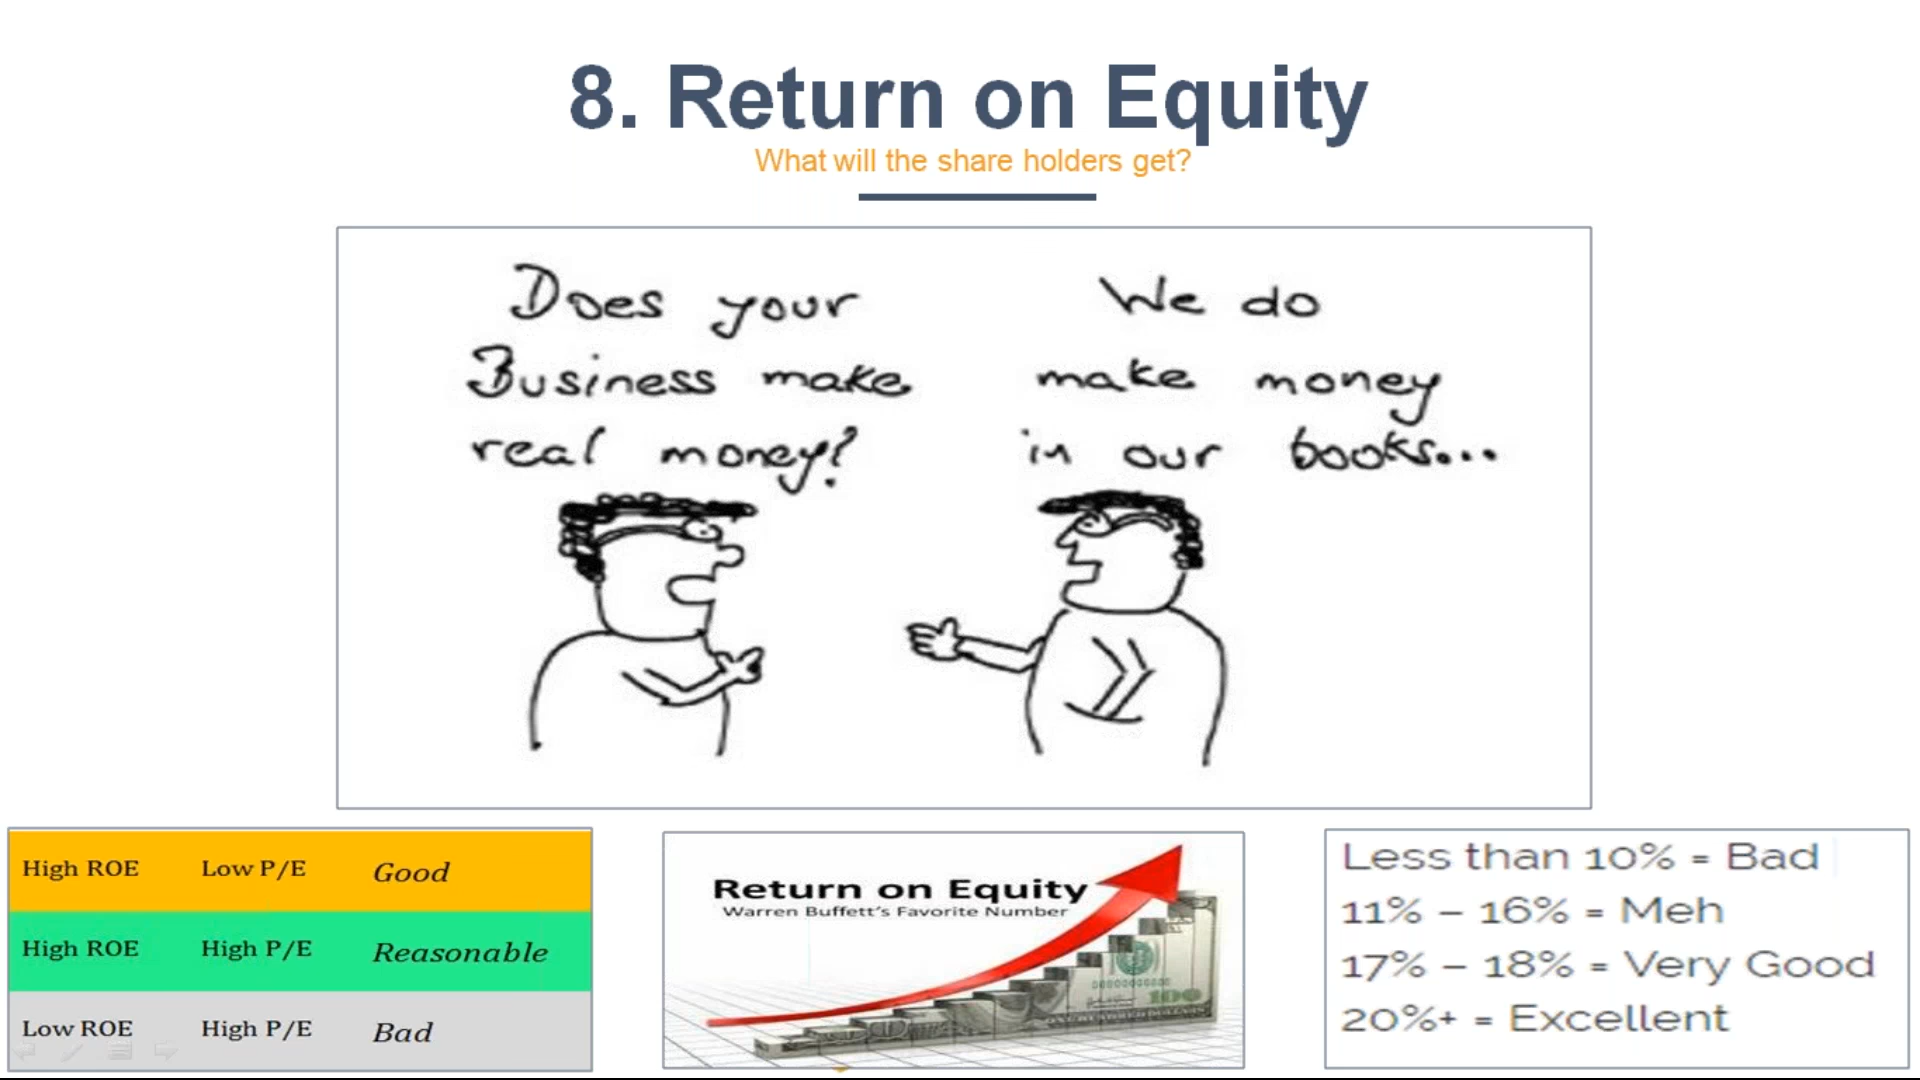 8. Return on Equity
What will the share holders get?
Does your
Business make
real money?
We do
make money
in our books...
High ROE Low P/E Good
High ROE High P/E Reasonable
Low ROE High P/E Bad
Return on Equity
Warren Buffett's Favorite Number
100
Less than 10% = Bad
11% – 16% = Meh
17% – 18% = Very Good
20%+ = Excellent